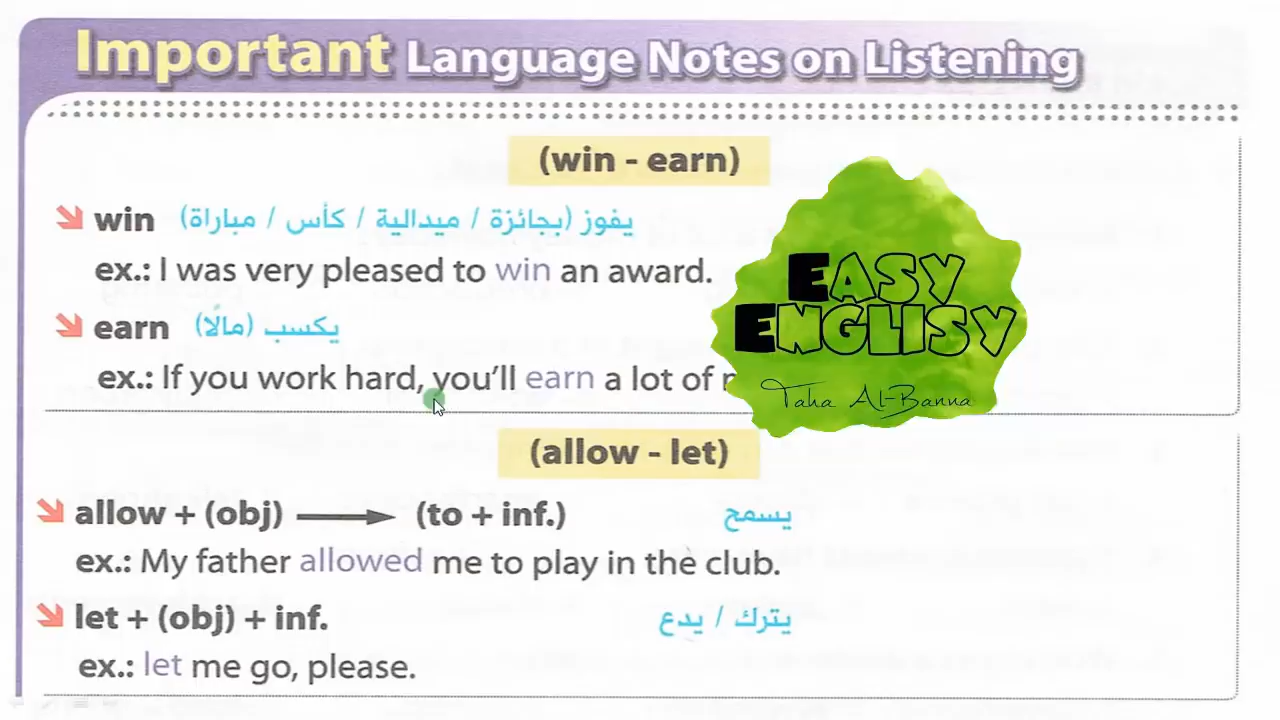 Important Language Notes on Listening
(win - earn)
win يفوز (بجائزة / ميدالية / كأس / مباراة)
ex.: I was very pleased to win an award.
earn يكسب (مالًا)
ex.: If you work hard, you'll earn a lot of
EASY
ENGLISY
Taha Al-Banna
(allow - let)
allow + (obj) ⟶ (to + inf.) يسمح
ex.: My father allowed me to play in the club.
let + (obj) + inf. يترك / يدع
ex.: let me go, please.